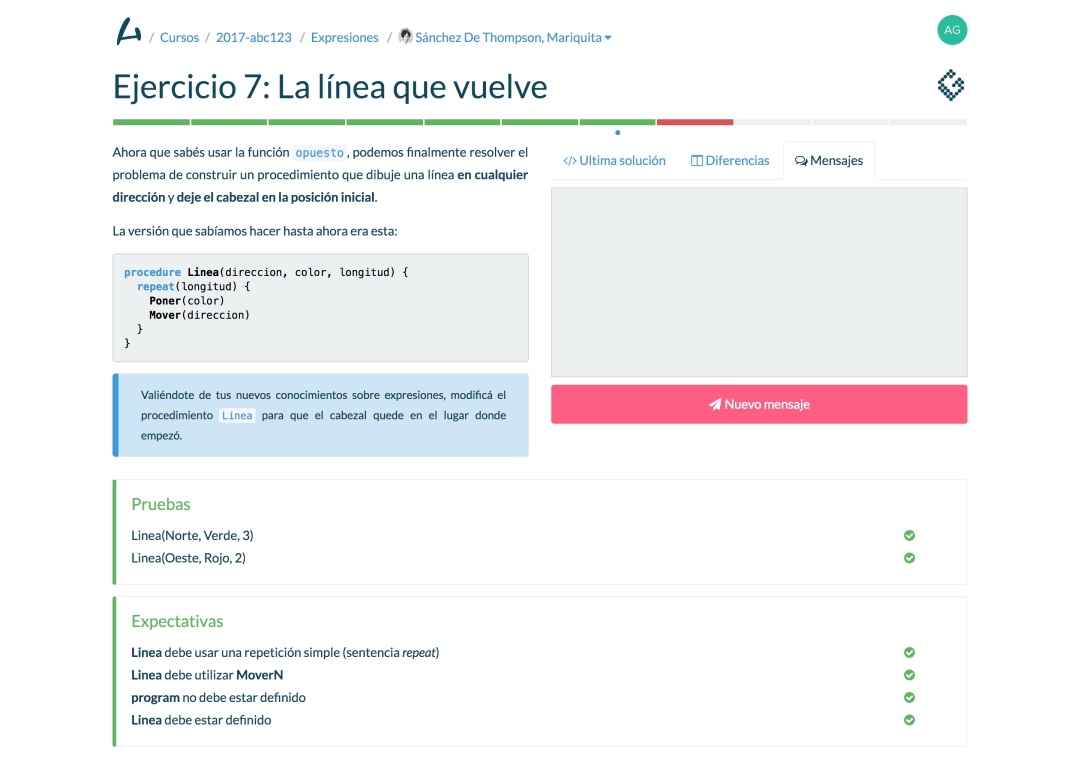 / Cursos / 2017-abc123 / Expresiones / Sánchez De Thompson, Mariquita
AG
Ejercicio 7: La línea que vuelve
Ahora que sabés usar la función opuesto, podemos finalmente resolver el
problema de construir un procedimiento que dibuje una línea en cualquier
dirección y deje el cabezal en la posición inicial.
La versión que sabíamos hacer hasta ahora era esta:
procedure Linea(direccion, color, longitud) {
repeat(longitud) {
Poner(color)
Mover(direccion)
}
}
Valiéndote de tus nuevos conocimientos sobre expresiones, modificá el
procedimiento Linea para que el cabezal quede en el lugar donde
empezó.
</> Ultima solución Diferencias Mensajes
Nuevo mensaje
Pruebas
Linea(Norte, Verde, 3)
Linea(Oeste, Rojo, 2)
Expectativas
Linea debe usar una repetición simple (sentencia repeat)
Linea debe utilizar MoverN
program no debe estar definido
Linea debe estar definido